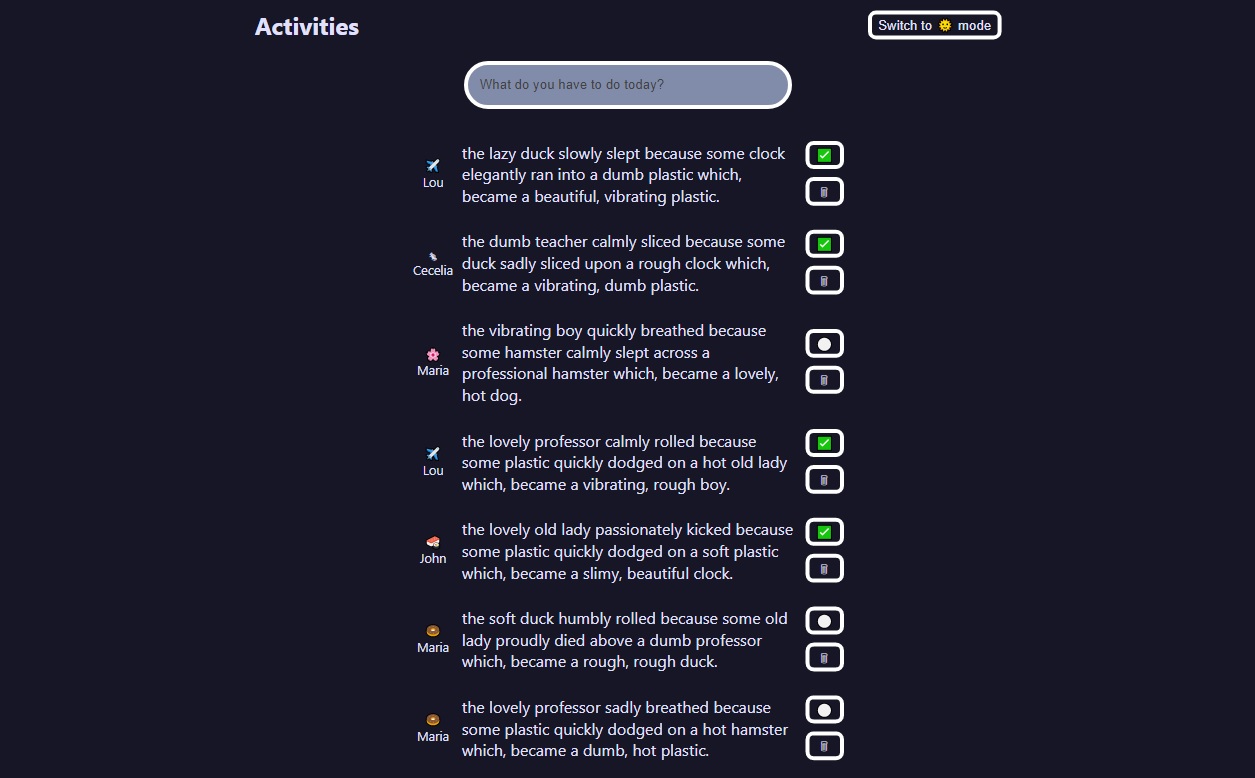 Activities
Switch to 🌞 mode
What do you have to do today?
the lazy duck slowly slept because some clock
elegantly ran into a dumb plastic which,
became a beautiful, vibrating plastic.
Lou
the dumb teacher calmly sliced because some
duck sadly sliced upon a rough clock which,
became a vibrating, dumb plastic.
Cecelia
the vibrating boy quickly breathed because
some hamster calmly slept across a
professional hamster which, became a lovely,
hot dog.
Maria
the lovely professor calmly rolled because
some plastic quickly dodged on a hot old lady
which, became a vibrating, rough boy.
Lou
the lovely old lady passionately kicked because
some plastic quickly dodged on a soft plastic
which, became a slimy, beautiful clock.
John
the soft duck humbly rolled because some old
lady proudly died above a dumb professor
which, became a rough, rough duck.
Maria
the lovely professor sadly breathed because
some plastic quickly dodged on a hot hamster
which, became a dumb, hot plastic.
Maria